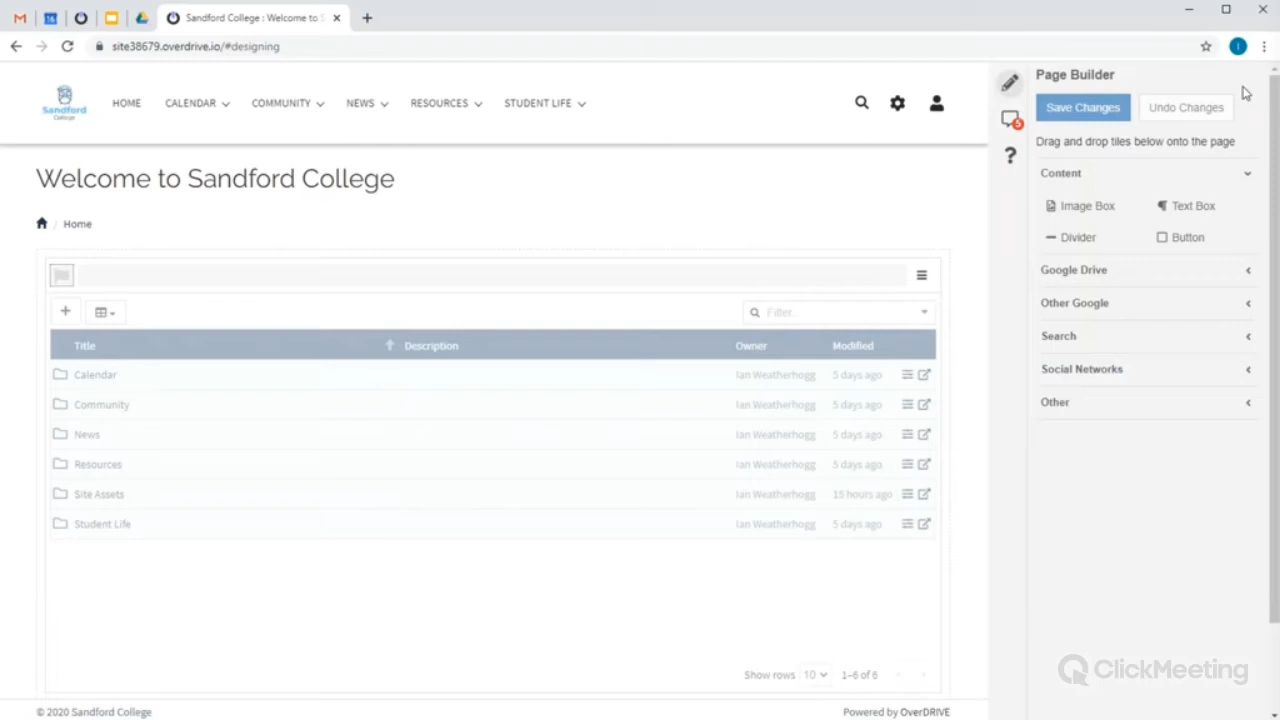 Sandford College : Welcome to S
site38679.overdrive.io/#designing
Sandford
College
HOME
CALENDAR
COMMUNITY
NEWS
RESOURCES
STUDENT LIFE
Welcome to Sandford College
/ Home
Filter..
Title Description Owner Modified
Calendar Ian Weatherhogg 5 days ago
Community Ian Weatherhogg 5 days ago
News Ian Weatherhogg 5 days ago
Resources Ian Weatherhogg 5 days ago
Site Assets Ian Weatherhogg 15 hours ago
Student Life Ian Weatherhogg 5 days ago
Show rows 10 1–6 of 6
© 2020 Sandford College
Powered by OverDRIVE
5
Page Builder
Save Changes
Undo Changes
Drag and drop tiles below onto the page
Content
Image Box
Text Box
Divider
Button
Google Drive
Other Google
Search
Social Networks
Other
ClickMeeting